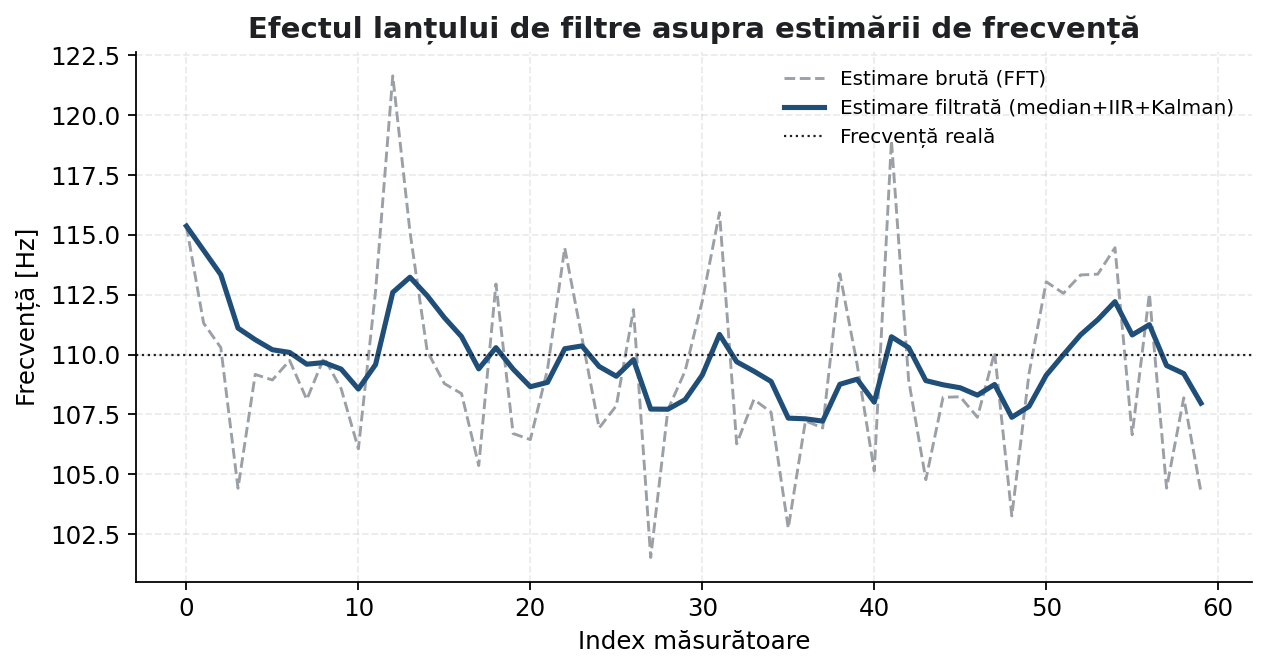 Efectul lanțului de filtre asupra estimării de frecvență
Estimare brută (FFT)
Estimare filtrată (median+IIR+Kalman)
Frecvență reală
Frecvență [Hz]
122.5
120.0
117.5
115.0
112.5
110.0
107.5
105.0
102.5
0 10 20 30 40 50 60
Index măsurătoare